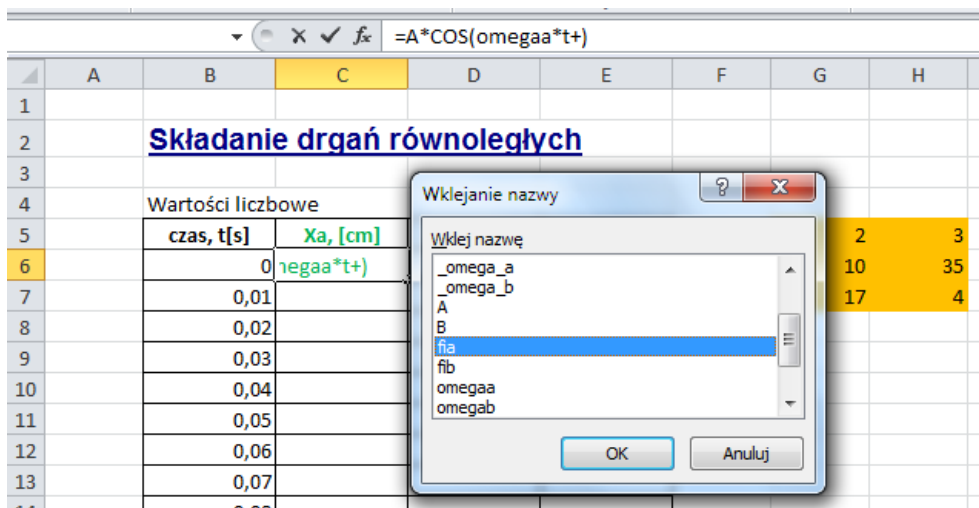 fx =A*COS(omegaa*t+)
A B C D E F G H
1
2 Składanie drgań równoległych
3
4 Wartości liczbowe
5 czas, t[s] Xa, [cm] 2 3
6 0 negaa*t+) 10 35
7 0,01 17 4
8 0,02
9 0,03
10 0,04
11 0,05
12 0,06
13 0,07
Wklejanie nazwy
Wklej nazwę
_omega_a
_omega_b
A
B
fia
fib
omegaa
omegab
OK Anuluj